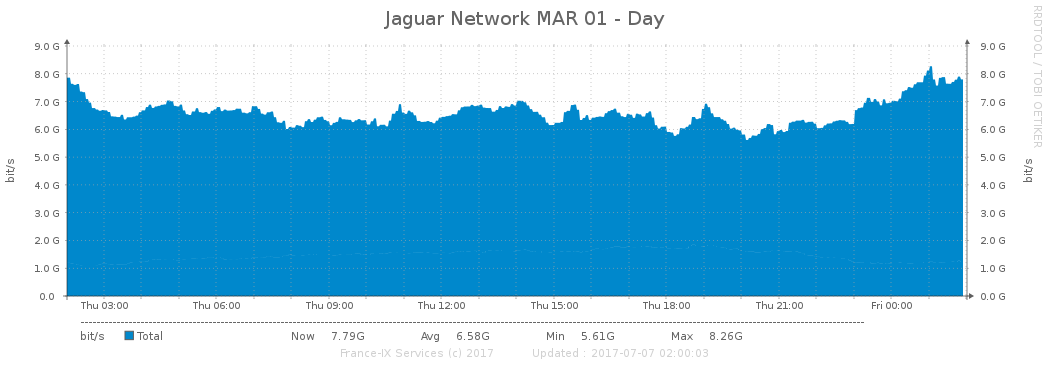 Jaguar Network MAR 01 - Day
RRDTOOL / TOBI OETIKER
9.0 G 9.0 G
8.0 G 8.0 G
7.0 G 7.0 G
6.0 G 6.0 G
5.0 G 5.0 G
4.0 G 4.0 G
3.0 G 3.0 G
2.0 G 2.0 G
1.0 G 1.0 G
0.0 0.0 G
bit/s
bit/s
Thu 03:00 Thu 06:00 Thu 09:00 Thu 12:00 Thu 15:00 Thu 18:00 Thu 21:00 Fri 00:00
bit/s Total Now 7.79G Avg 6.58G Min 5.61G Max 8.26G
France-IX Services (c) 2017 Updated : 2017-07-07 02:00:03